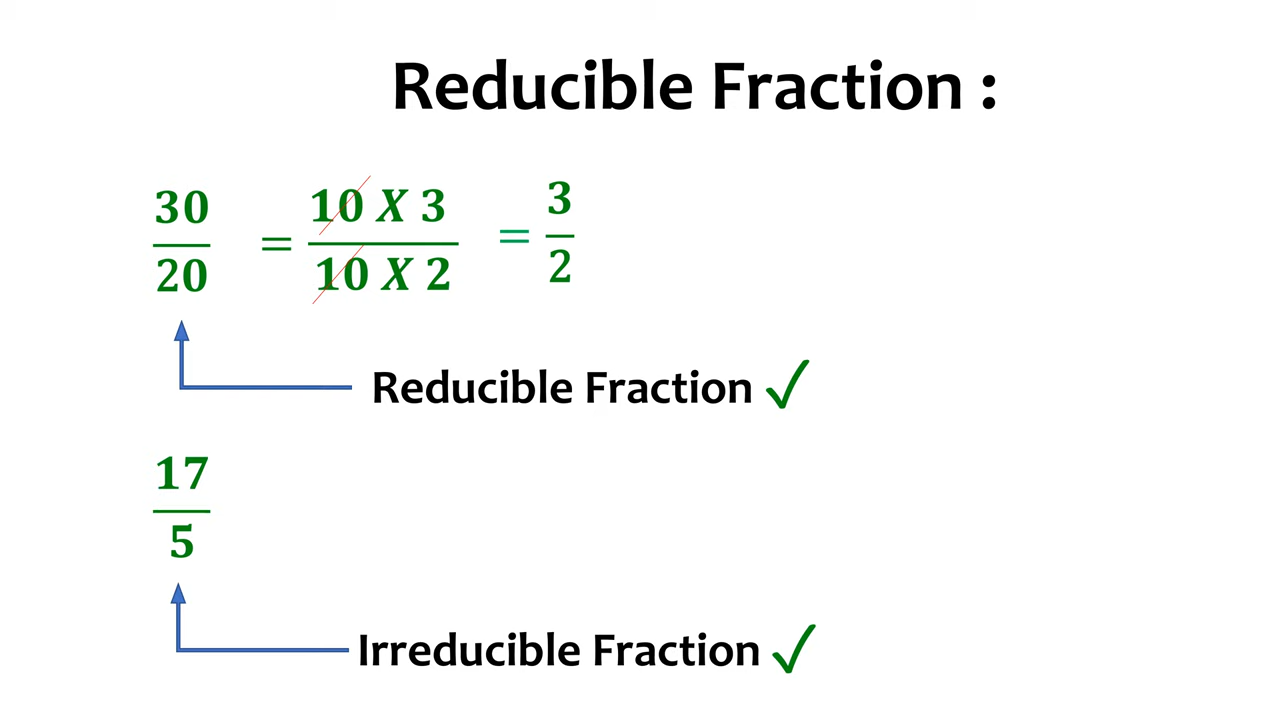 Reducible Fraction :
30/20 = 10 X 3/10 X 2 = 3/2
Reducible Fraction ✓
17/5
Irreducible Fraction ✓